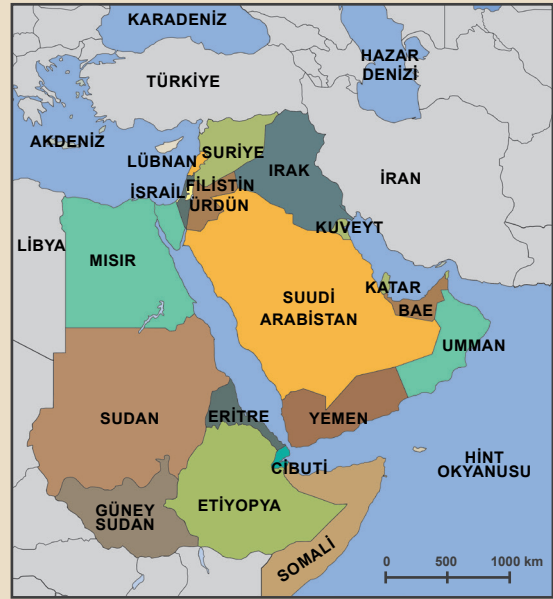 KARADENİZ
HAZAR
DENİZİ
TÜRKİYE
AKDENİZ
LÜBNAN
SURİYE
IRAK
İRAN
İSRAİL
FİLİSTİN
ÜRDÜN
KUVEYT
LİBYA
MISIR
KATAR
SUUDİ
ARABİSTAN
BAE
UMMAN
SUDAN
ERİTRE
YEMEN
CİBUTİ
HİNT
OKYANUSU
GÜNEY
SUDAN
ETİYOPYA
SOMALİ
0 500 1000 km